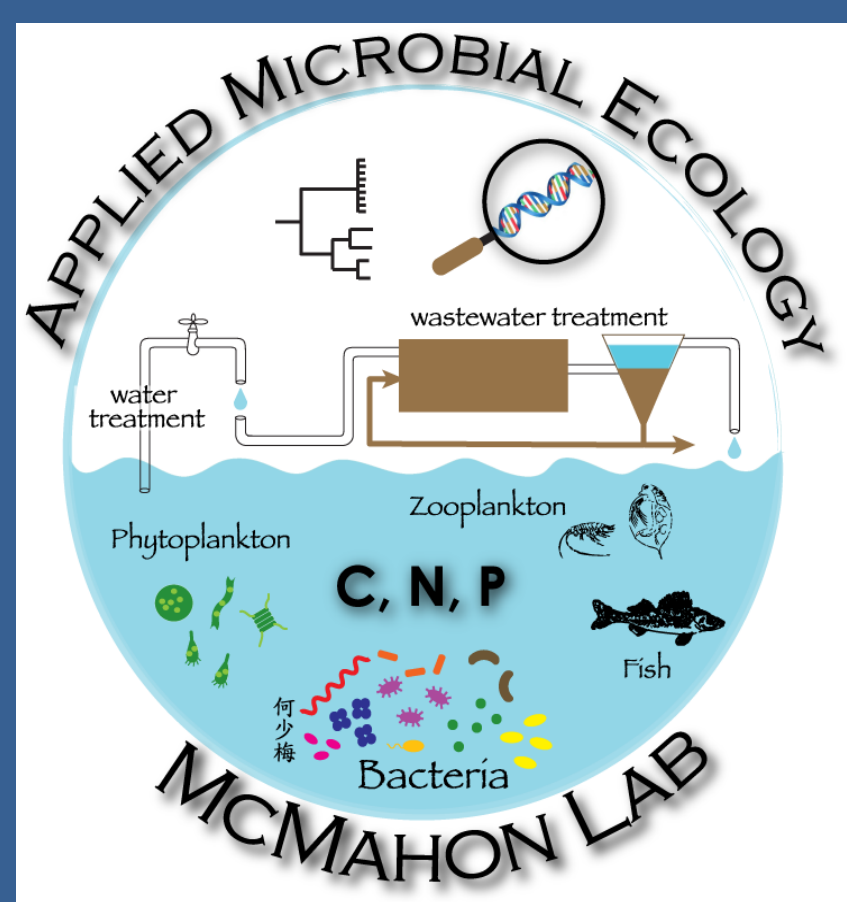 APPLIED MICROBIAL ECOLOGY
wastewater treatment
water
treatment
Zooplankton
Phytoplankton
C, N, P
Fish
何少梅
Bacteria
MCMAHON LAB